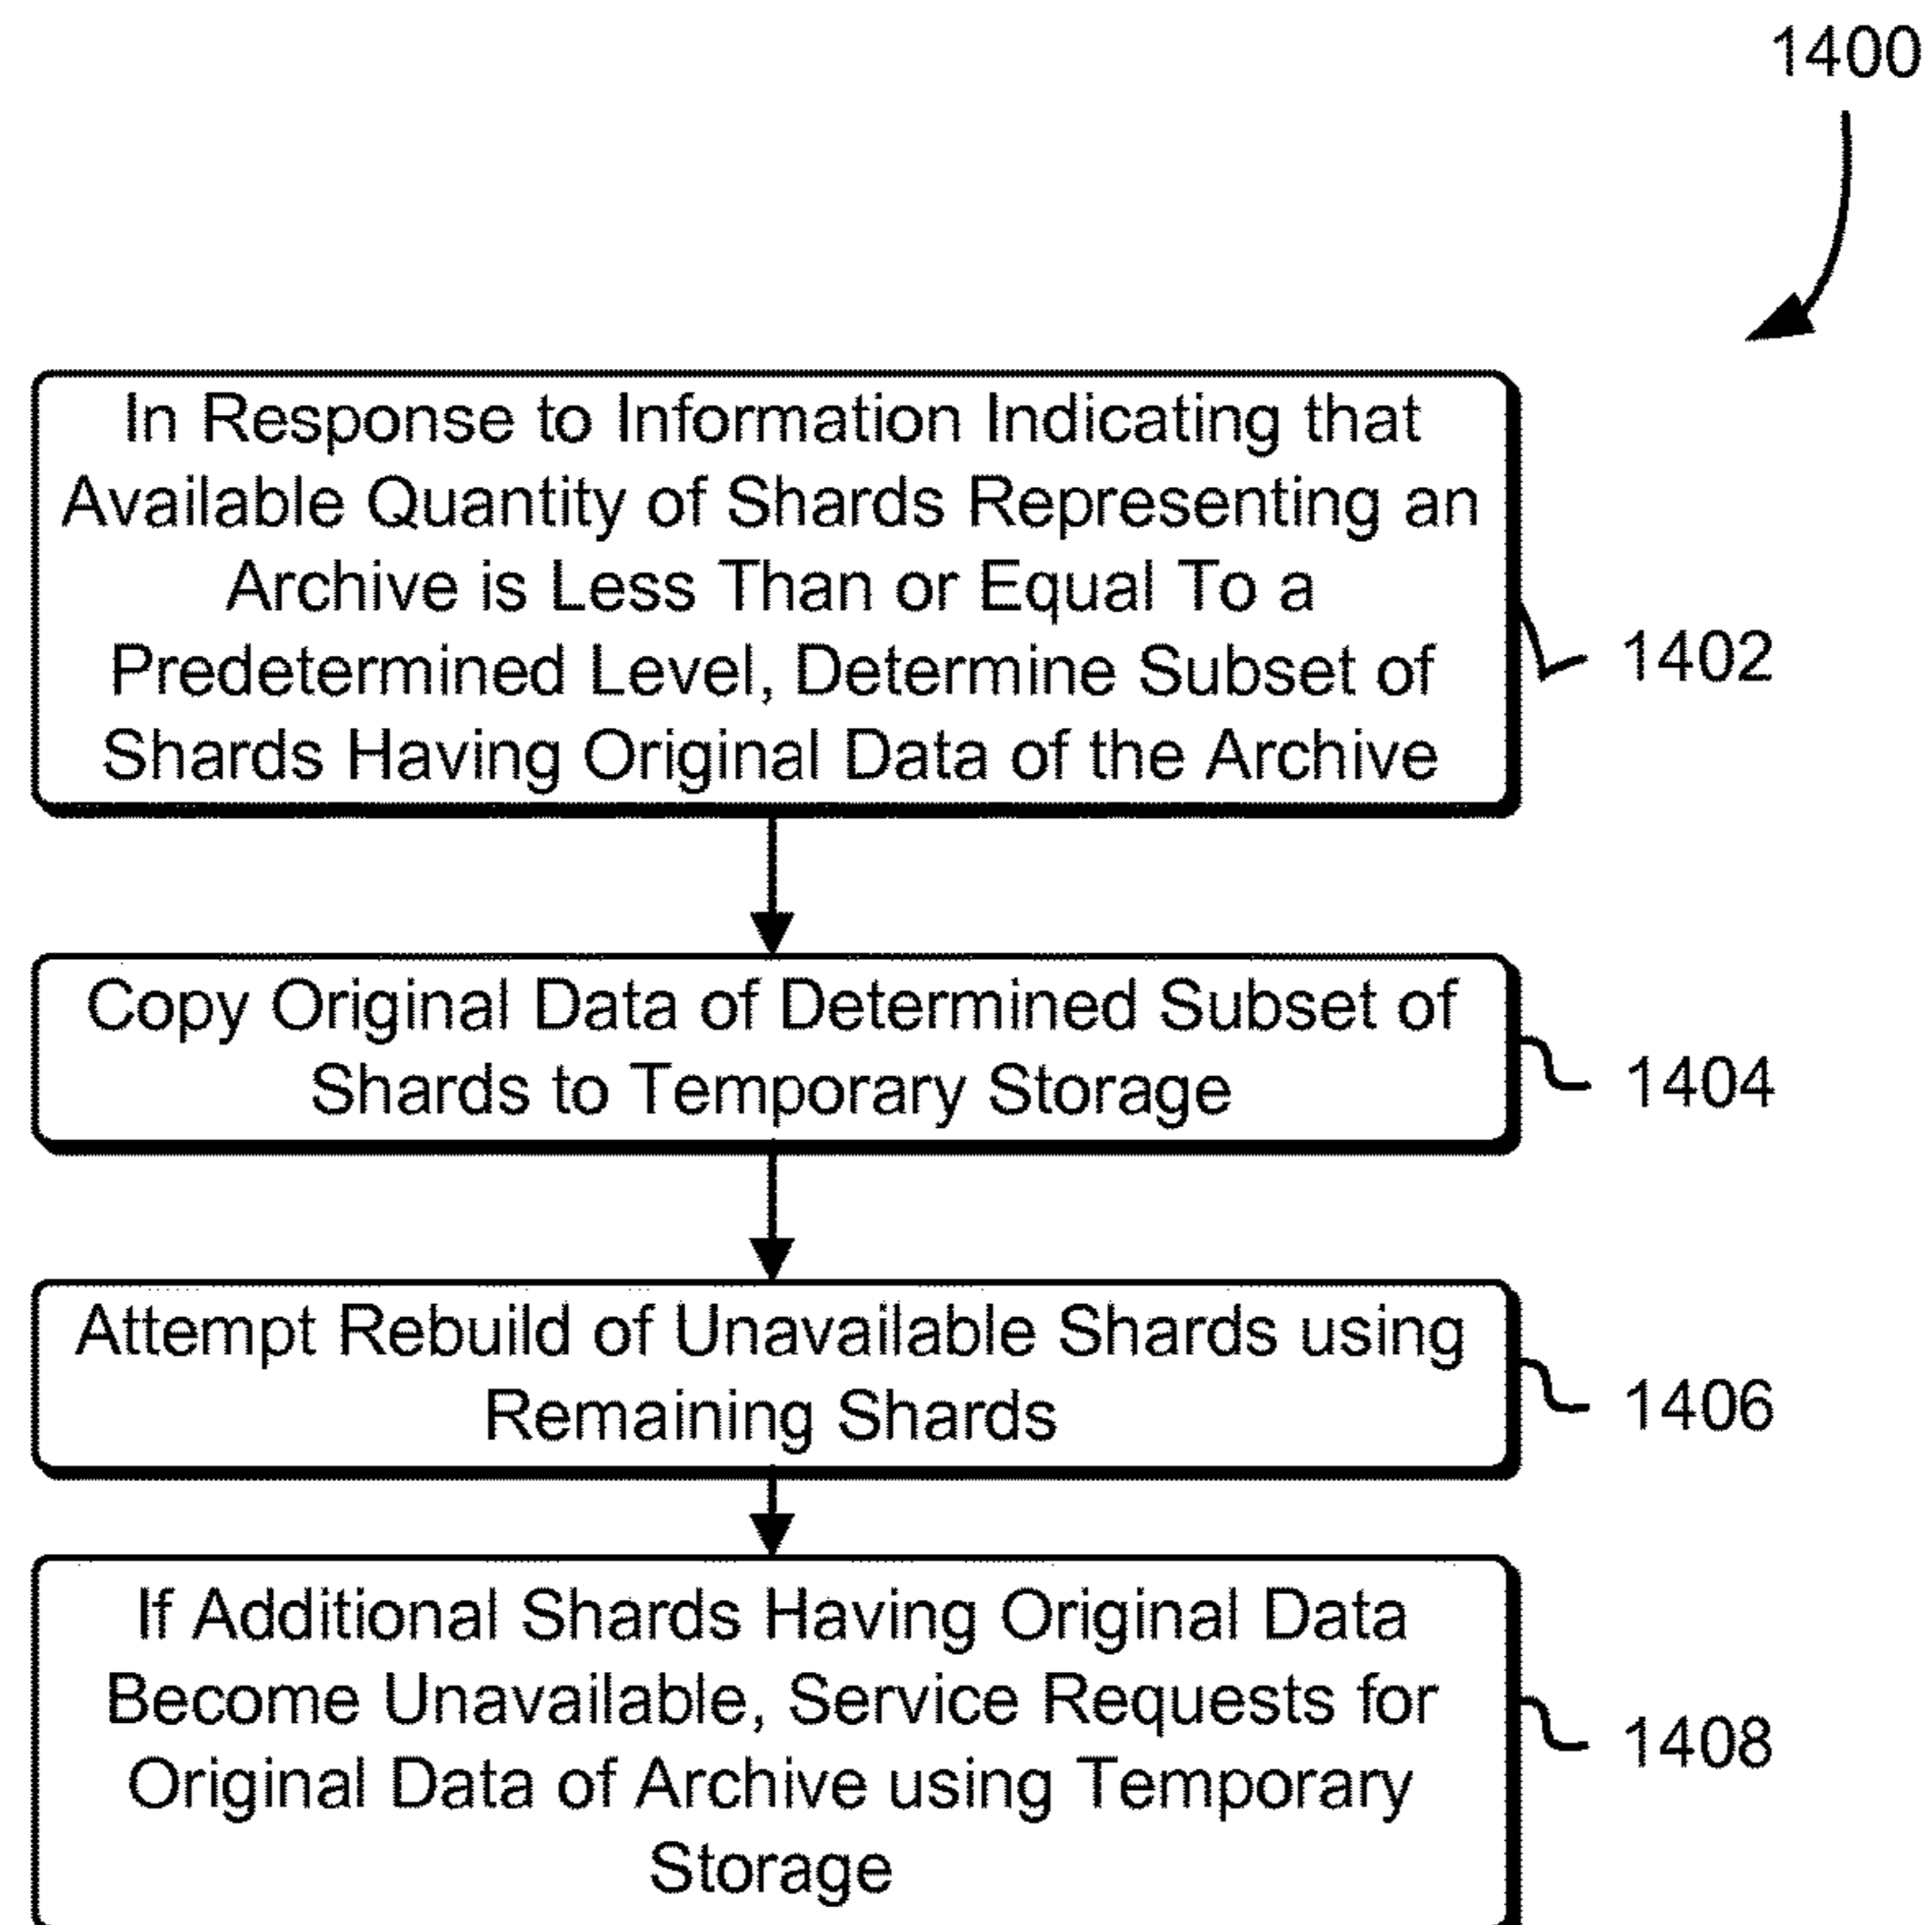 1400
In Response to Information Indicating that
Available Quantity of Shards Representing an
Archive is Less Than or Equal To a
Predetermined Level, Determine Subset of
Shards Having Original Data of the Archive
1402
Copy Original Data of Determined Subset of
Shards to Temporary Storage
1404
Attempt Rebuild of Unavailable Shards using
Remaining Shards
1406
If Additional Shards Having Original Data
Become Unavailable, Service Requests for
Original Data of Archive using Temporary
Storage
1408